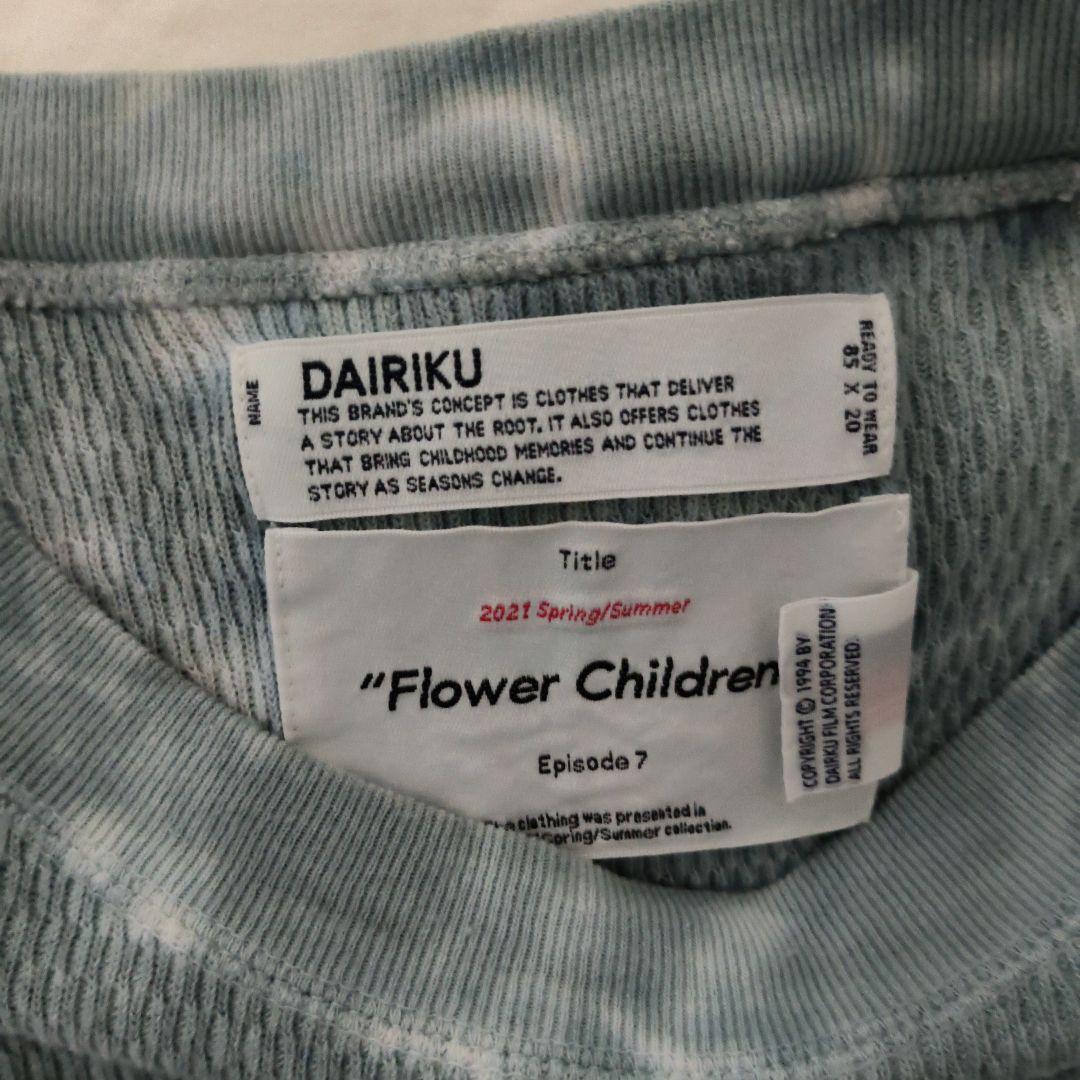 NAME
DAIRIKU
THIS BRAND'S CONCEPT IS CLOTHES THAT DELIVER
A STORY ABOUT THE ROOT. IT ALSO OFFERS CLOTHES
THAT BRING CHILDHOOD MEMORIES AND CONTINUE THE
STORY AS SEASONS CHANGE.
READY TO WEAR
85 X 20
Title
2021 Spring/Summer
"Flower Children
Episode 7
clothing was presented in
Spring/Summer collection.
COPYRIGHT © 1994 BY
DAIRKU FILM CORPORATION
ALL RIGHTS RESERVED.